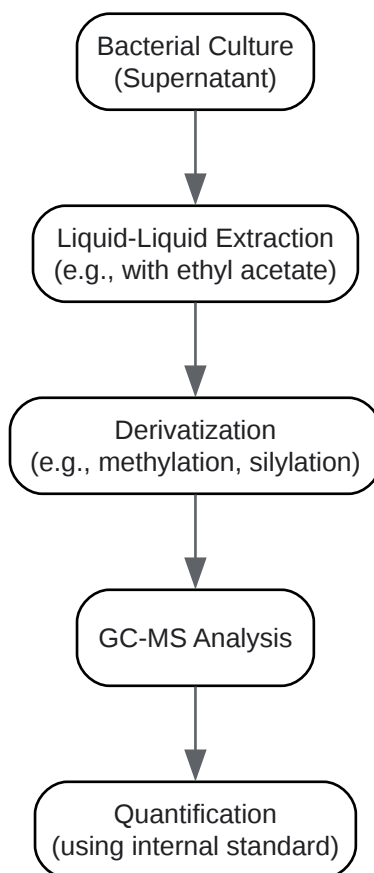 Bacterial Culture
(Supernatant)
Liquid-Liquid Extraction
(e.g., with ethyl acetate)
Derivatization
(e.g., methylation, silylation)
GC-MS Analysis
Quantification
(using internal standard)